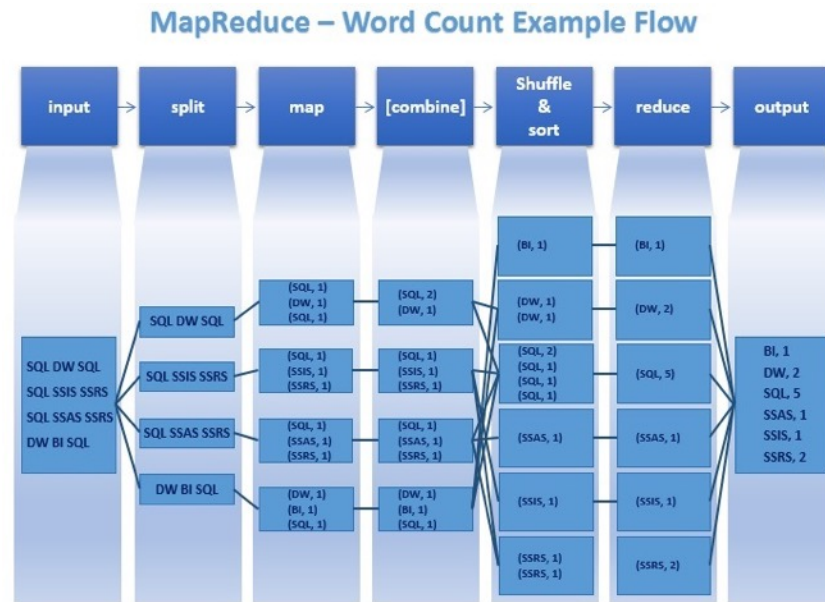 MapReduce – Word Count Example Flow
input
split
map
[combine]
Shuffle
&
sort
reduce
output
SQL DW SQL
SQL SSIS SSRS
SQL SSAS SSRS
DW BI SQL
SQL DW SQL
SQL SSIS SSRS
SQL SSAS SSRS
DW BI SQL
(SQL, 1)
(DW, 1)
(SQL, 1)
(SQL, 1)
(SSIS, 1)
(SSRS, 1)
(SQL, 1)
(SSAS, 1)
(SSRS, 1)
(DW, 1)
(BI, 1)
(SQL, 1)
(SQL, 2)
(DW, 1)
(SQL, 1)
(SSIS, 1)
(SSRS, 1)
(SQL, 1)
(SSAS, 1)
(SSRS, 1)
(DW, 1)
(BI, 1)
(SQL, 1)
(BI, 1)
(DW, 1)
(DW, 1)
(SQL, 2)
(SQL, 1)
(SQL, 1)
(SQL, 1)
(SSAS, 1)
(SSIS, 1)
(SSRS, 1)
(SSRS, 1)
(BI, 1)
(DW, 2)
(SQL, 5)
(SSAS, 1)
(SSIS, 1)
(SSRS, 2)
BI, 1
DW, 2
SQL, 5
SSAS, 1
SSIS, 1
SSRS, 2